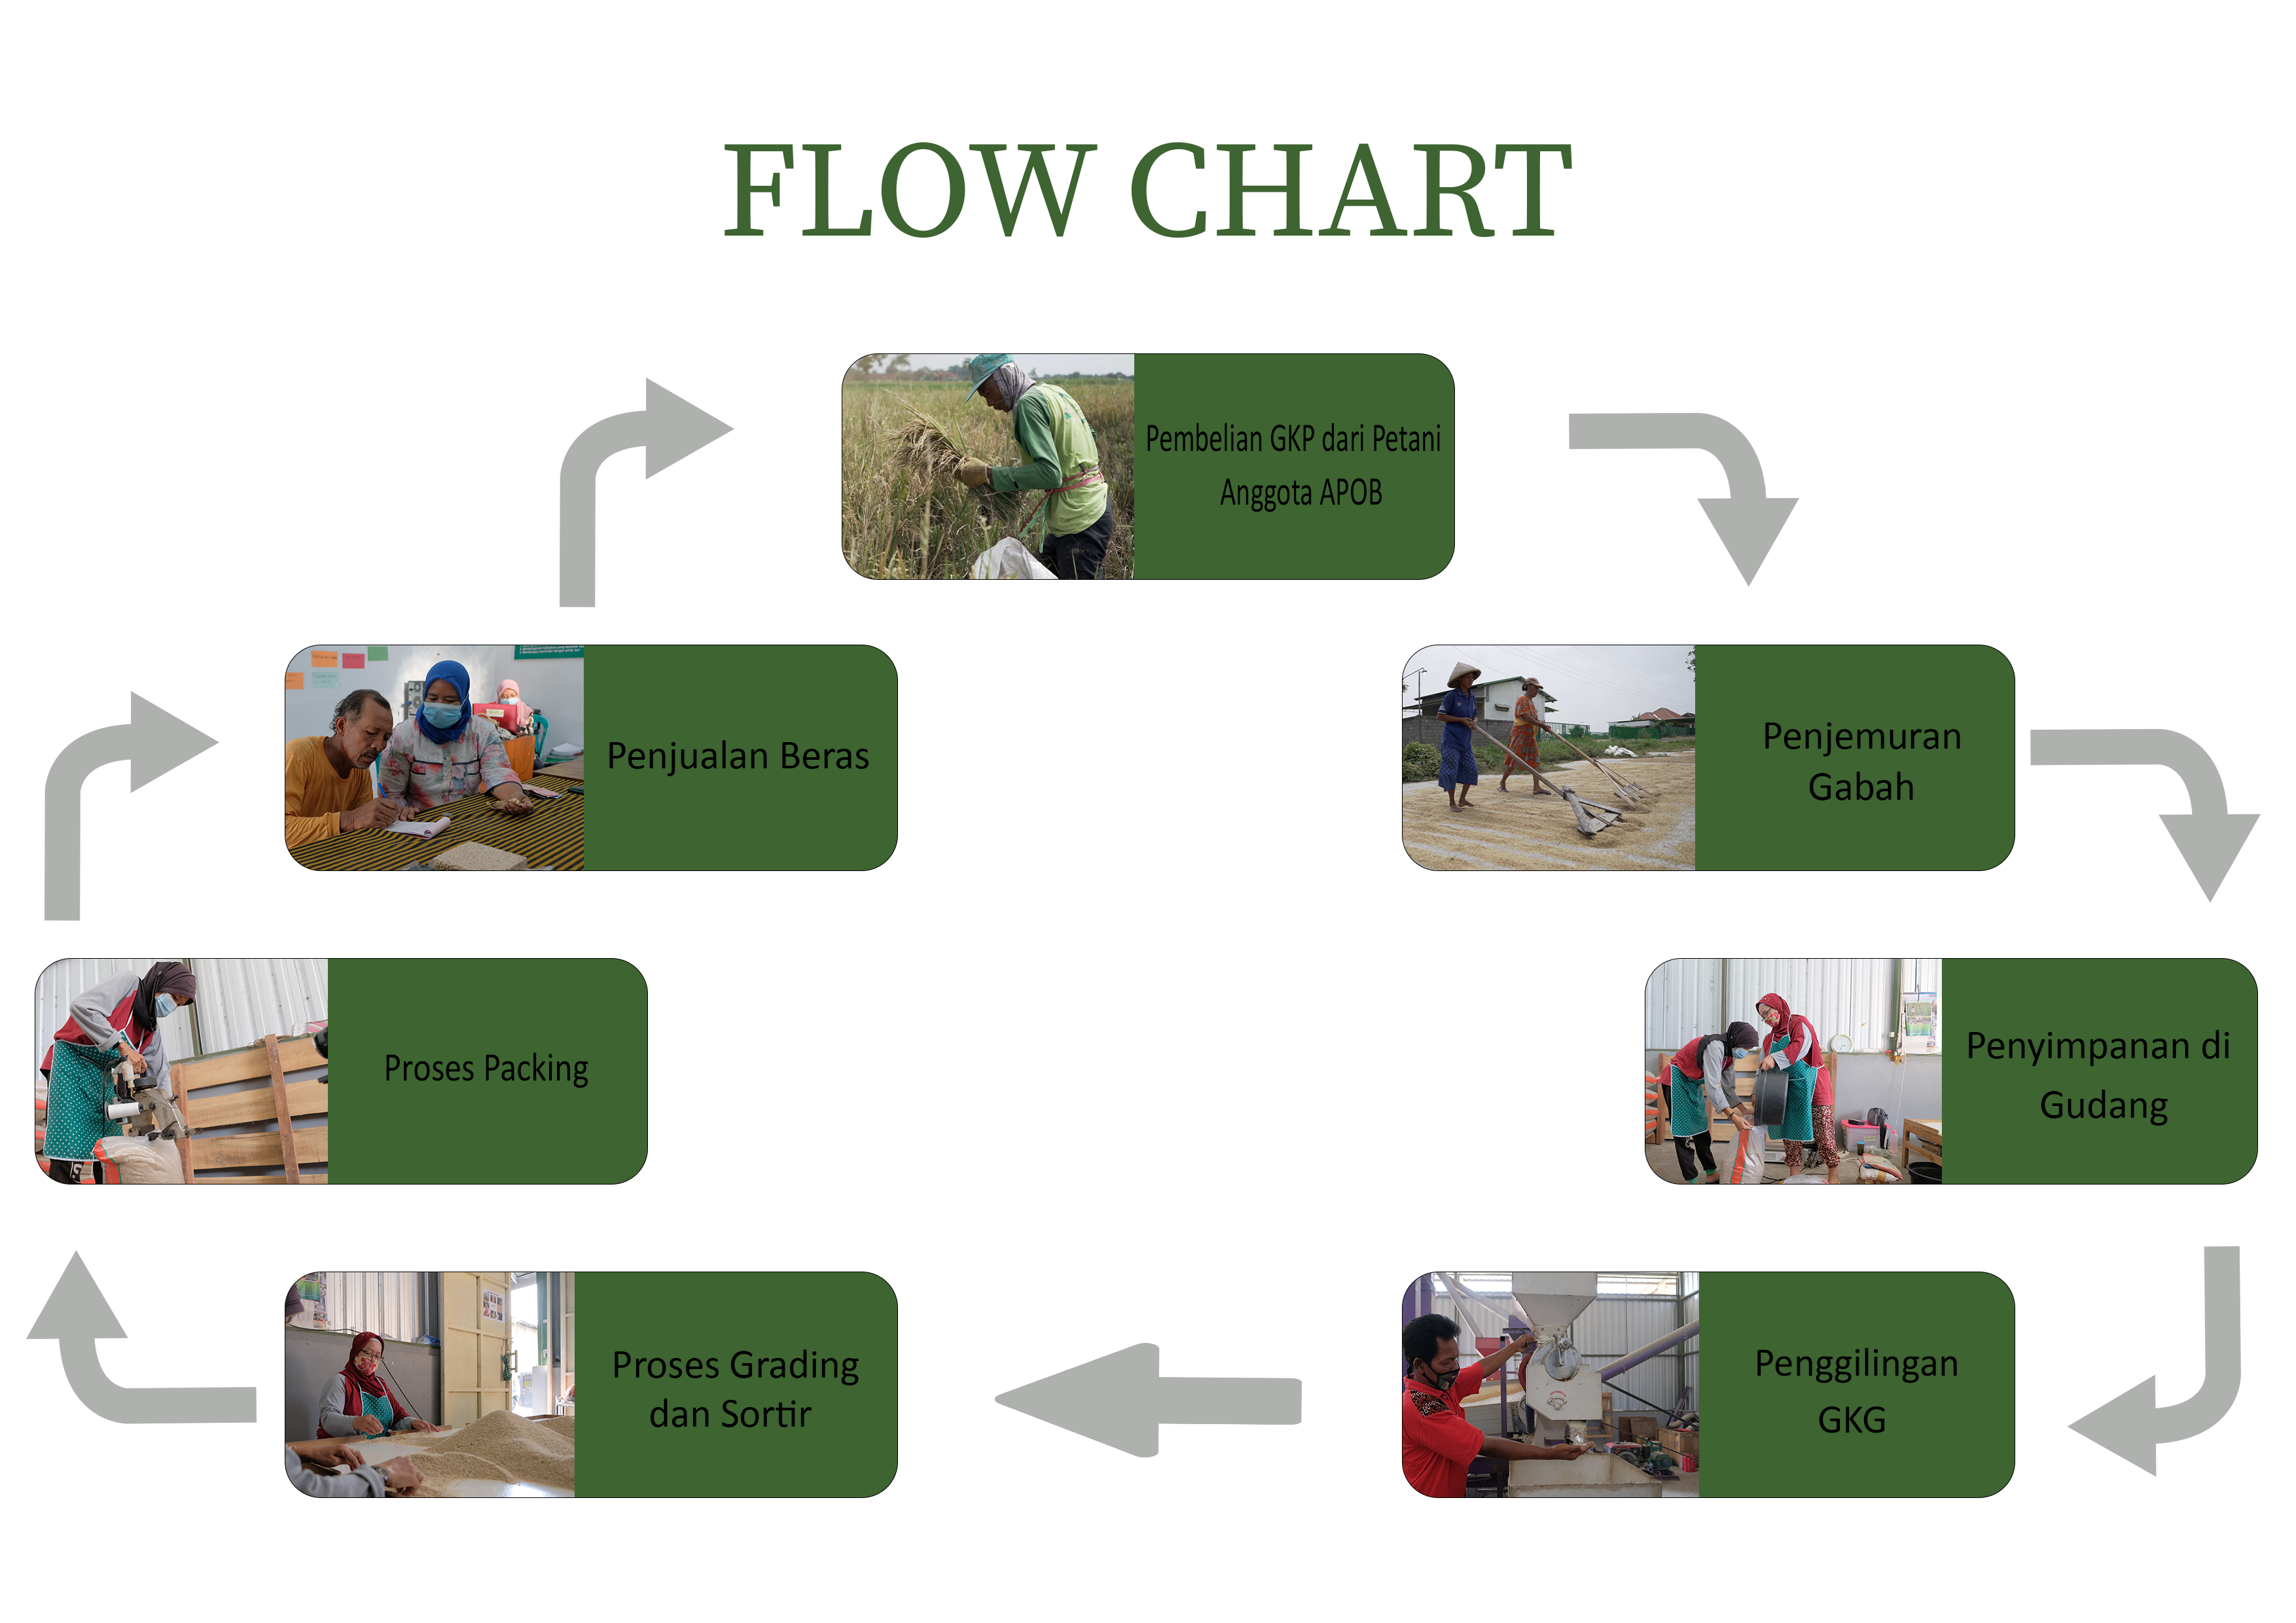 FLOW CHART
Pembelian GKP dari Petani
Anggota APOB
Penjemuran
Gabah
Penyimpanan di
Gudang
Penggilingan
GKG
Proses Grading
dan Sortir
Proses Packing
Penjualan Beras